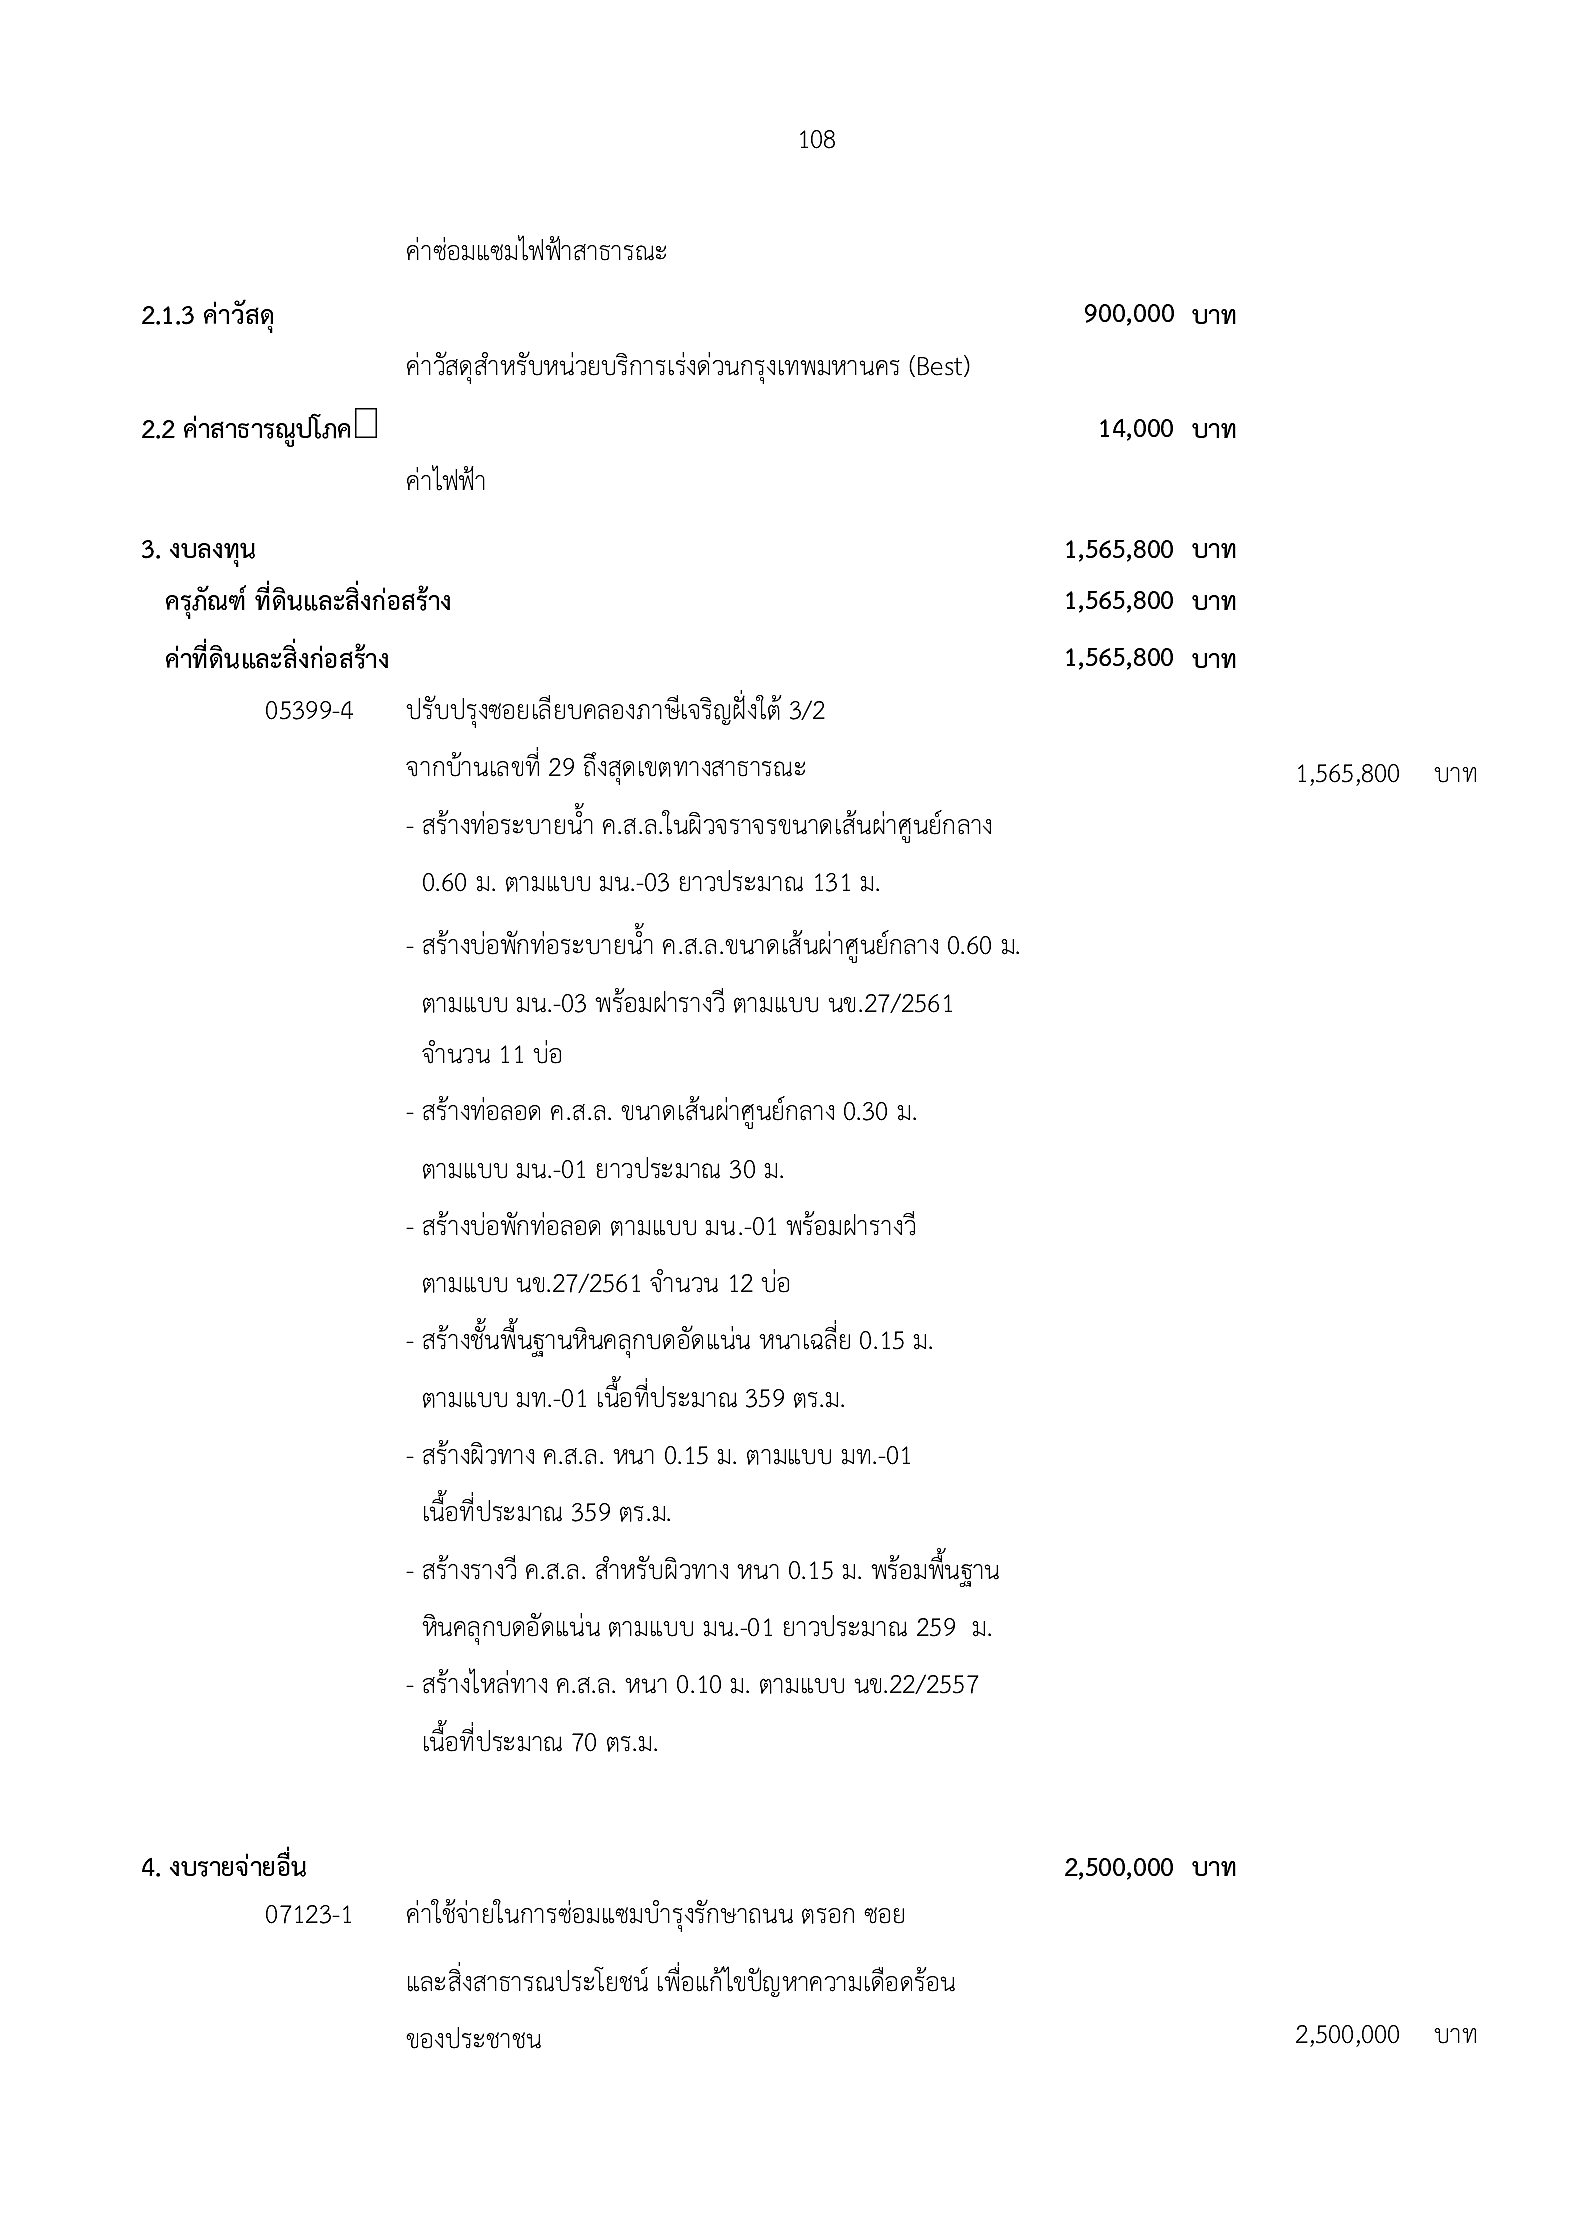 108
ค่าซ่อมแซมไฟฟ้าสาธารณะ
2.1.3 ค่าวัสดุ 900,000 บาท
ค่าวัสดุสำหรับหน่วยบริการเร่งด่วนกรุงเทพมหานคร (Best)
2.2 ค่าสาธารณูปโภค 14,000 บาท
ค่าไฟฟ้า
3. งบลงทุน 1,565,800 บาท
ครุภัณฑ์ ที่ดินและสิ่งก่อสร้าง 1,565,800 บาท
ค่าที่ดินและสิ่งก่อสร้าง 1,565,800 บาท
05399-4 ปรับปรุงซอยเลียบคลองภาษีเจริญฝั่งใต้ 3/2
จากบ้านเลขที่ 29 ถึงสุดเขตทางสาธารณะ 1,565,800 บาท
- สร้างท่อระบายน้ำ ค.ส.ล.ในผิวจราจรขนาดเส้นผ่าศูนย์กลาง
0.60 ม. ตามแบบ มน.-03 ยาวประมาณ 131 ม.
- สร้างบ่อพักท่อระบายน้ำ ค.ส.ล.ขนาดเส้นผ่าศูนย์กลาง 0.60 ม.
ตามแบบ มน.-03 พร้อมฝารางวี ตามแบบ นข.27/2561
จำนวน 11 บ่อ
- สร้างท่อลอด ค.ส.ล. ขนาดเส้นผ่าศูนย์กลาง 0.30 ม.
ตามแบบ มน.-01 ยาวประมาณ 30 ม.
- สร้างบ่อพักท่อลอด ตามแบบ มน.-01 พร้อมฝารางวี
ตามแบบ นข.27/2561 จำนวน 12 บ่อ
- สร้างชั้นพื้นฐานหินคลุกบดอัดแน่น หนาเฉลี่ย 0.15 ม.
ตามแบบ มท.-01 เนื้อที่ประมาณ 359 ตร.ม.
- สร้างผิวทาง ค.ส.ล. หนา 0.15 ม. ตามแบบ มท.-01
เนื้อที่ประมาณ 359 ตร.ม.
- สร้างรางวี ค.ส.ล. สำหรับผิวทาง หนา 0.15 ม. พร้อมพื้นฐาน
หินคลุกบดอัดแน่น ตามแบบ มน.-01 ยาวประมาณ 259 ม.
- สร้างไหล่ทาง ค.ส.ล. หนา 0.10 ม. ตามแบบ นข.22/2557
เนื้อที่ประมาณ 70 ตร.ม.
4. งบรายจ่ายอื่น 2,500,000 บาท
07123-1 ค่าใช้จ่ายในการซ่อมแซมบำรุงรักษาถนน ตรอก ซอย
และสิ่งสาธารณประโยชน์ เพื่อแก้ไขปัญหาความเดือดร้อน
ของประชาชน 2,500,000 บาท